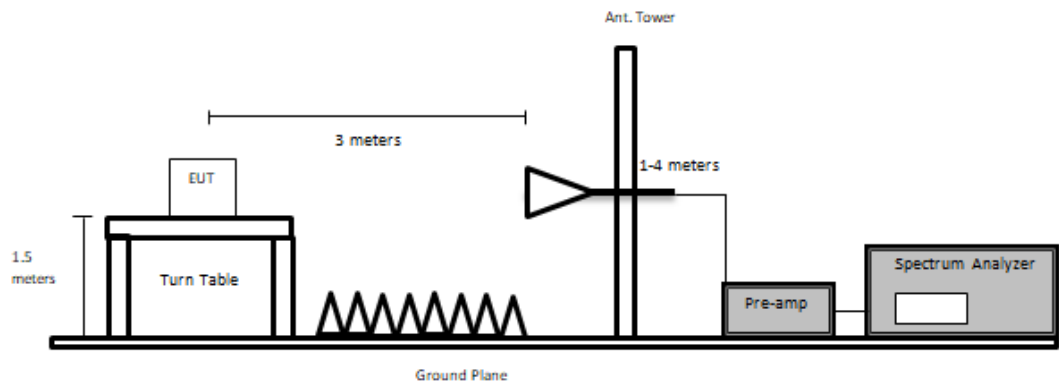 Ant. Tower
3 meters
1-4 meters
EUT
1.5
meters
Turn Table
Spectrum Analyzer
Pre-amp
Ground Plane